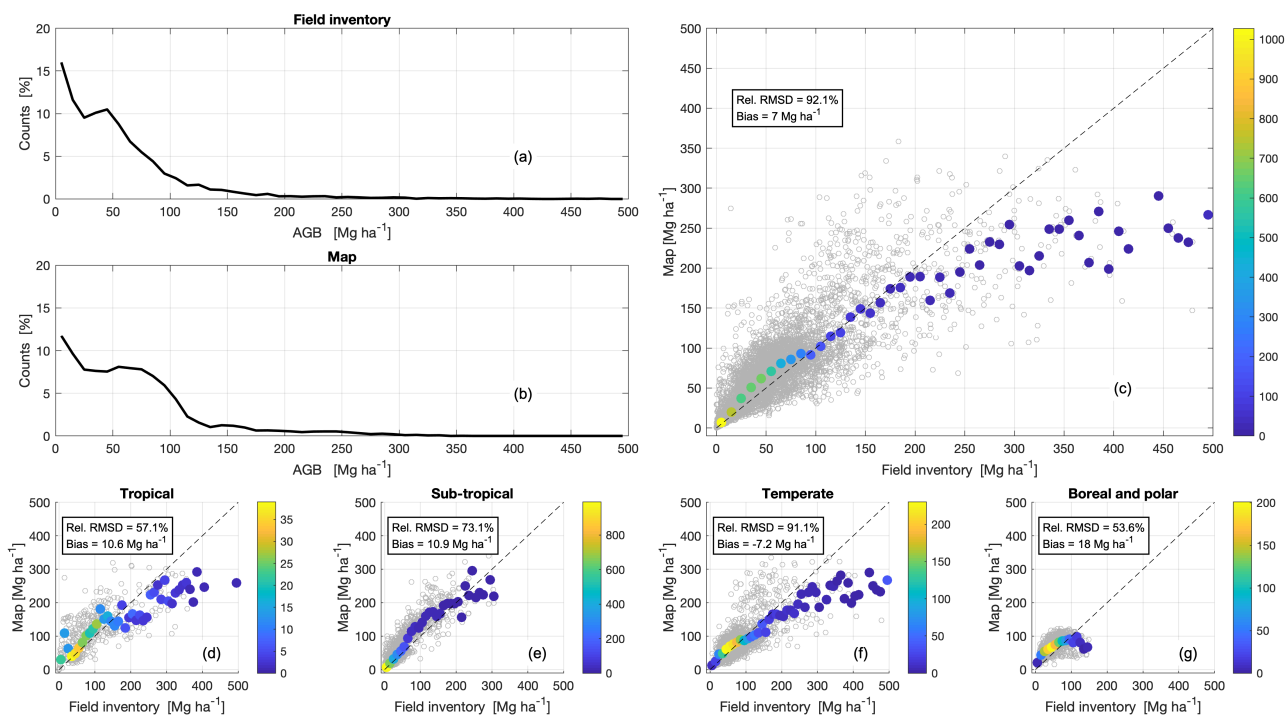 Field inventory
20
15
10
5
0
Counts [%]
(a)
0 50 100 150 200 250 300 350 400 450 500
AGB [Mg ha⁻¹]
Map
20
15
10
5
0
Counts [%]
(b)
0 50 100 150 200 250 300 350 400 450 500
AGB [Mg ha⁻¹]
500
450
400
350
300
250
200
150
100
50
0
Map [Mg ha⁻¹]
Rel. RMSD = 92.1%
Bias = 7 Mg ha⁻¹
(c)
0 50 100 150 200 250 300 350 400 450 500
Field inventory [Mg ha⁻¹]
1000
900
800
700
600
500
400
300
200
100
0
Tropical
500
400
300
200
100
0
Map [Mg ha⁻¹]
Rel. RMSD = 57.1%
Bias = 10.6 Mg ha⁻¹
(d)
0 100 200 300 400 500
Field inventory [Mg ha⁻¹]
35
30
25
20
15
10
5
0
Sub-tropical
500
400
300
200
100
0
Map [Mg ha⁻¹]
Rel. RMSD = 73.1%
Bias = 10.9 Mg ha⁻¹
(e)
0 100 200 300 400 500
Field inventory [Mg ha⁻¹]
800
600
400
200
0
Temperate
500
400
300
200
100
0
Map [Mg ha⁻¹]
Rel. RMSD = 91.1%
Bias = -7.2 Mg ha⁻¹
(f)
0 100 200 300 400 500
Field inventory [Mg ha⁻¹]
200
150
100
50
0
Boreal and polar
500
400
300
200
100
0
Map [Mg ha⁻¹]
Rel. RMSD = 53.6%
Bias = 18 Mg ha⁻¹
(g)
0 100 200 300 400 500
Field inventory [Mg ha⁻¹]
200
150
100
50
0